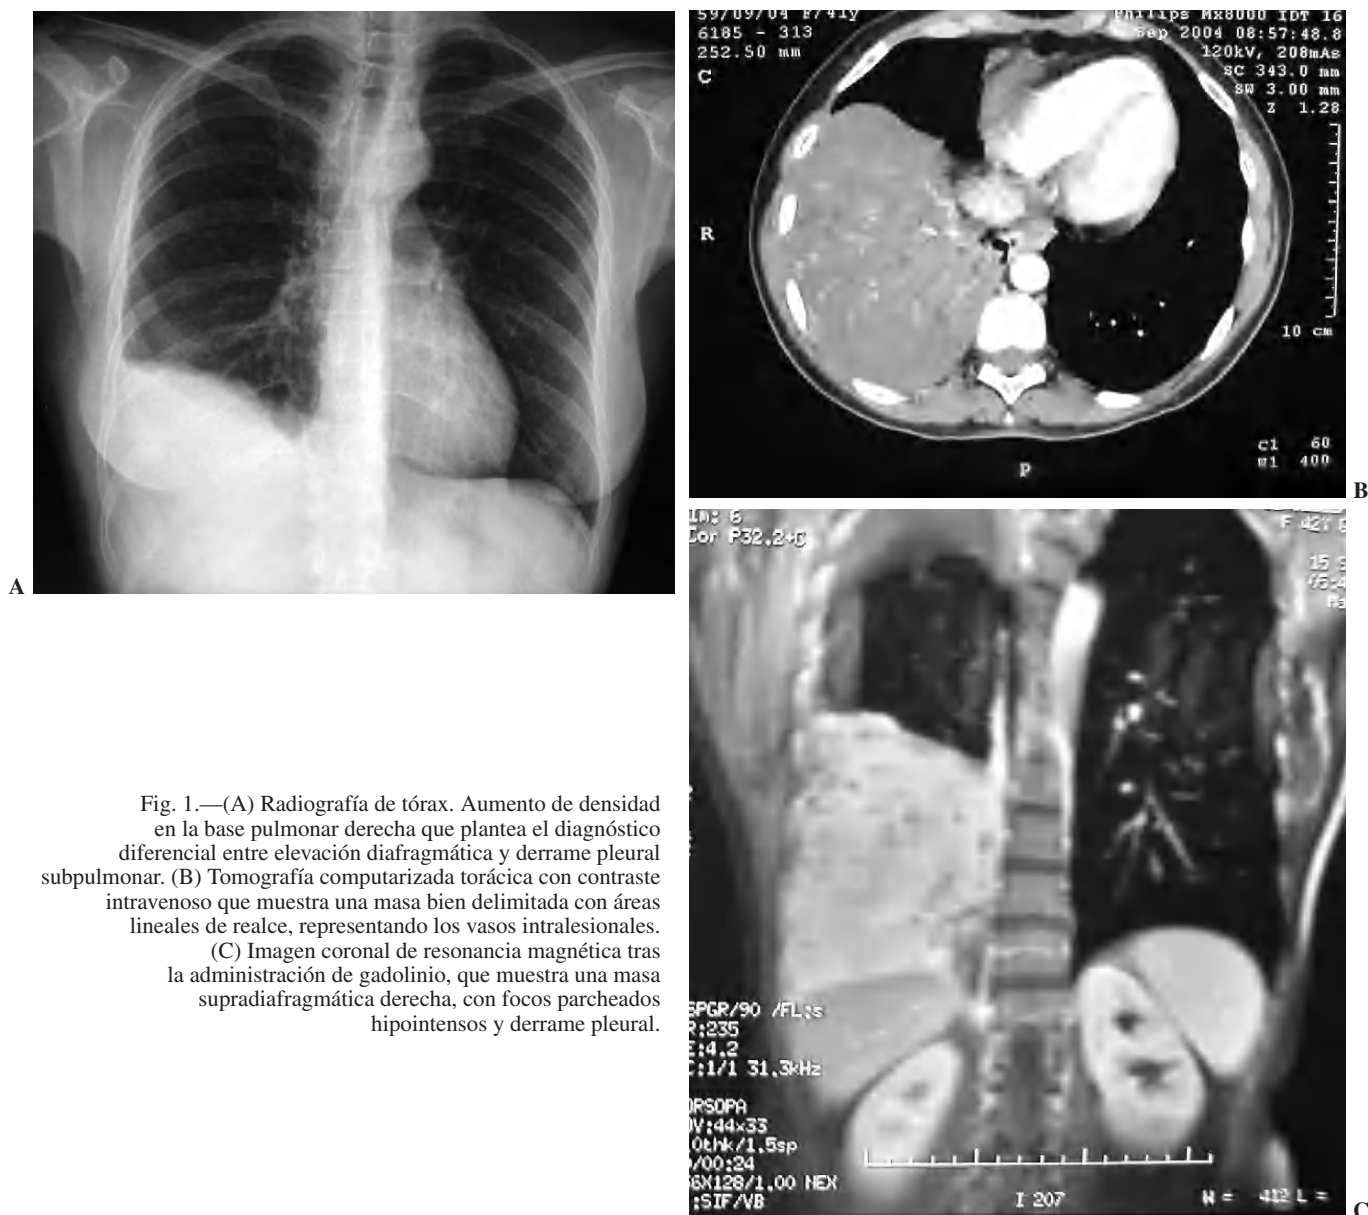 A
59/09/04 F/41y
6185 - 313
252.50 mm
C
Philips Mx8000 IDT 16
Sep 2004 08:57:48.8
120kV, 208mAs
SC 343.0 mm
SW 3.00 mm
Z 1.28
R
10 cm
P
B
Im: 6
Cor P32.2+C
F 42Y
Fig. 1.—(A) Radiografía de tórax. Aumento de densidad
en la base pulmonar derecha que plantea el diagnóstico
diferencial entre elevación diafragmática y derrame pleural
subpulmonar. (B) Tomografía computarizada torácica con contraste
intravenoso que muestra una masa bien delimitada con áreas
lineales de realce, representando los vasos intralesionales.
(C) Imagen coronal de resonancia magnética tras
la administración de gadolinio, que muestra una masa
supradiafragmática derecha, con focos parcheados
hipointensos y derrame pleural.
SPGR/90 /FL:s
R:235
E:4.2
C:1/1 31.3kHz
ORSOPA
OV:44x33
0thk/1.5sp
/00:24
6X128/1.00 NEX
:SIF/VB
I 207
W = 412 L =
C